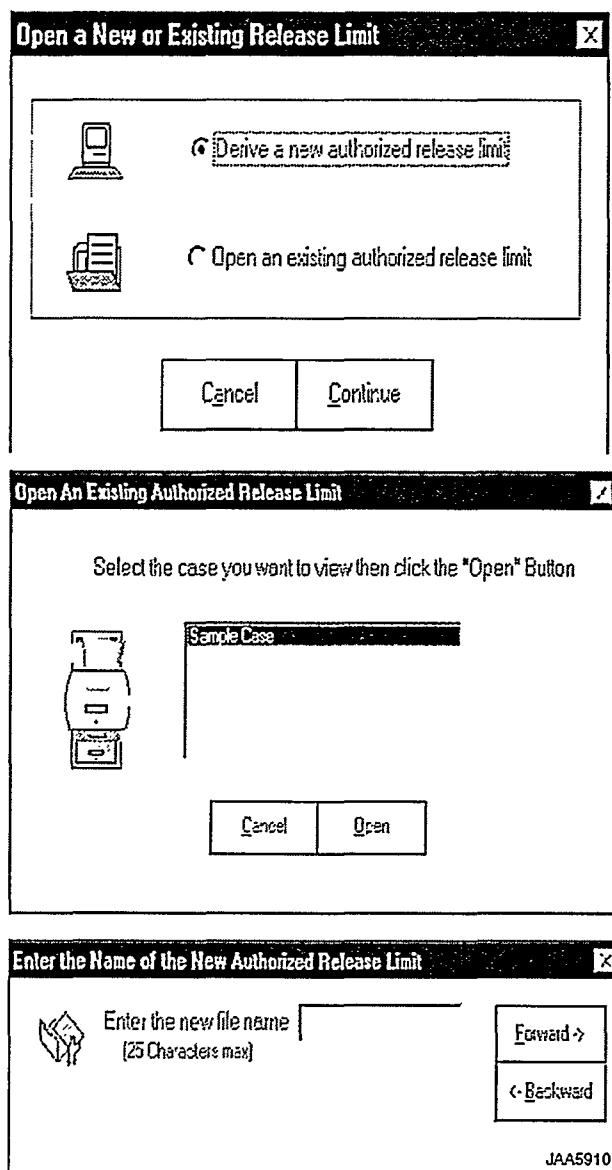 Open a New or Existing Release Limit
X
Derive a new authorized release limit
Open an existing authorized release limit
Cancel
Continue
Open An Existing Authorized Release Limit
Select the case you want to view then click the "Open" Button
Sample Case
Cancel
Open
Enter the Name of the New Authorized Release Limit
X
Enter the new file name
(25 Characters max)
Forward ->
<- Backward
JAA5910